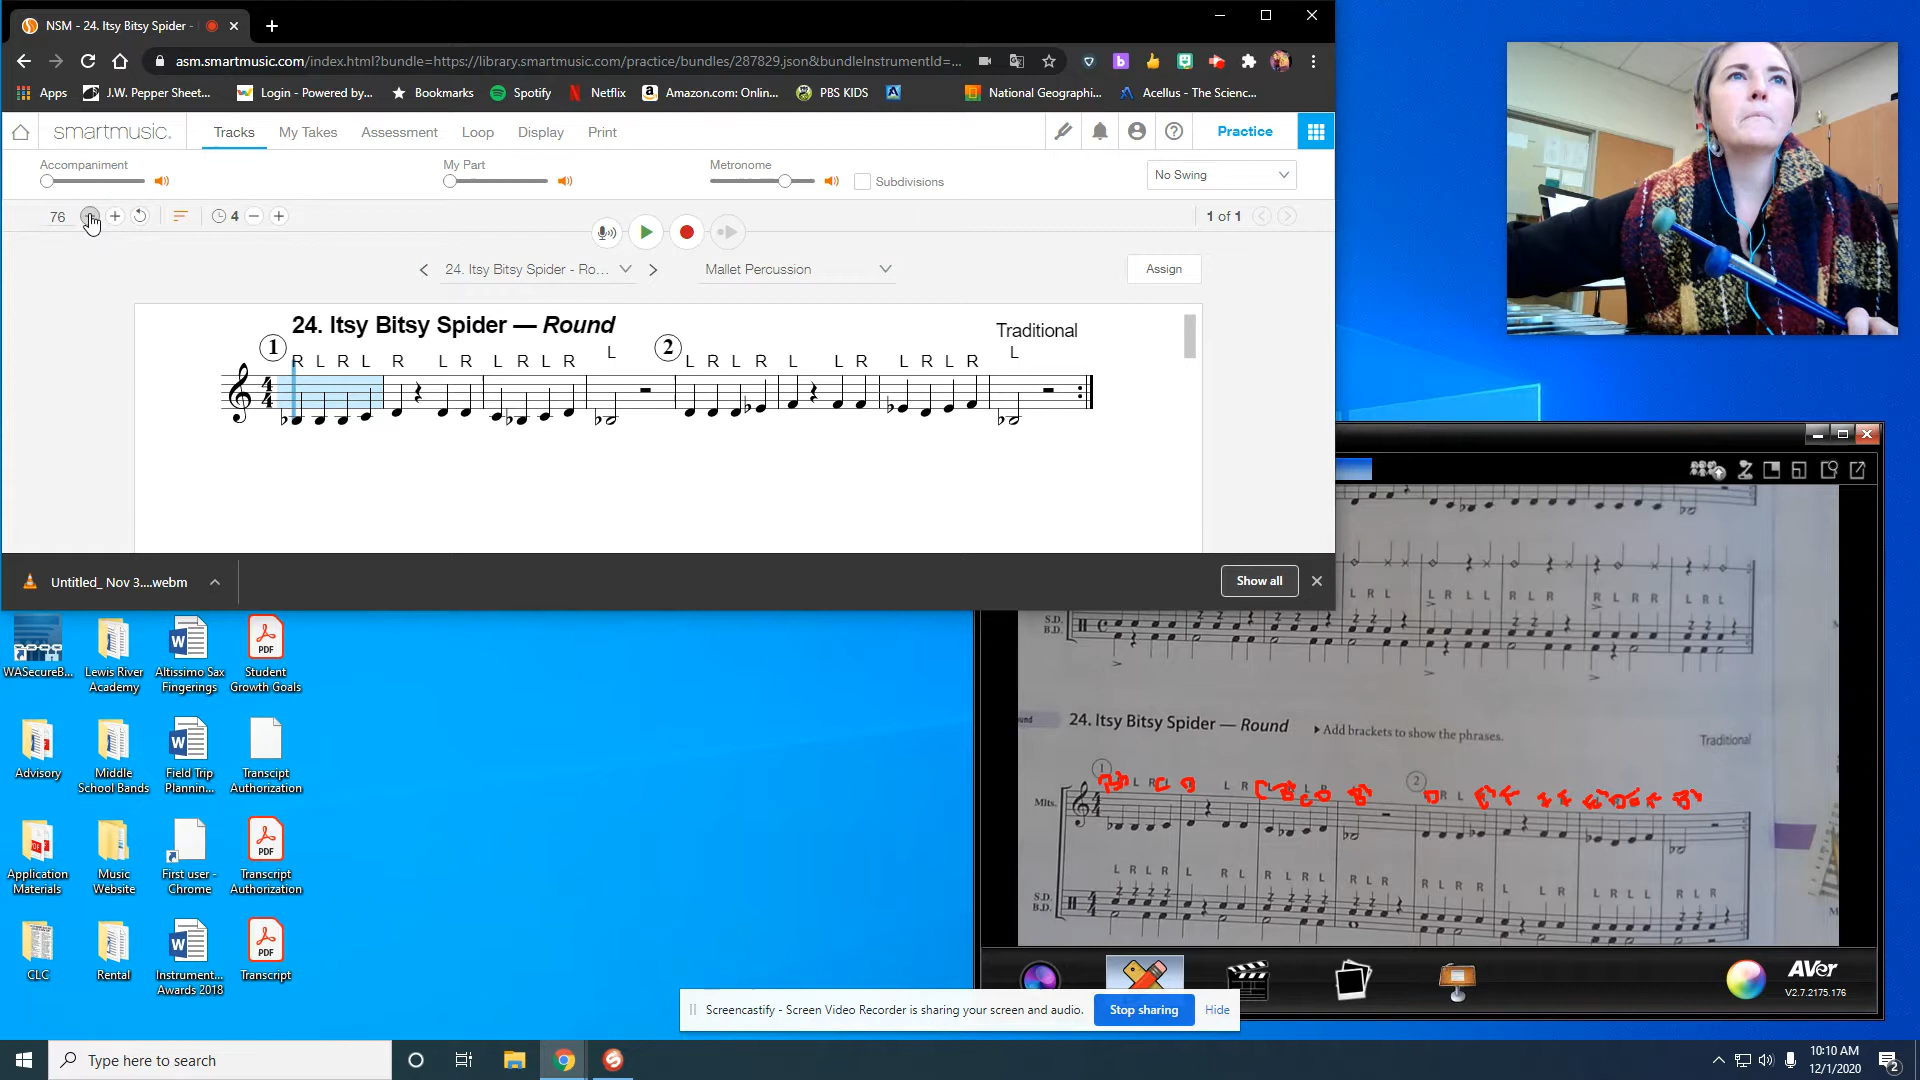 NSM - 24. Itsy Bitsy Spider -
asm.smartmusic.com/index.html?bundle=https://library.smartmusic.com/practice/bundles/287829.json&bundleInstrumentId=...
Apps J.W. Pepper Sheet... Login - Powered by... Bookmarks Spotify Netflix Amazon.com: Onlin... PBS KIDS National Geographi... Acellus - The Scienc...
smartmusic. Tracks My Takes Assessment Loop Display Print Practice
Accompaniment My Part Metronome
Subdivisions No Swing
76 4 1 of 1
24. Itsy Bitsy Spider - Ro... Mallet Percussion Assign
24. Itsy Bitsy Spider — Round
Traditional
1 2
R L R L R L R L R L R L L R L R L L R L R L R L
Untitled_ Nov 3....webm Show all
WASecureB... Lewis River Academy Altissimo Sax Fingerings Student Growth Goals
Advisory Middle School Bands Field Trip Plannin... Transcipt Authorization
Application Materials Music Website First user - Chrome Transcript Authorization
CLC Rental Instrument... Awards 2018 Transcript
L R L L R L L R L R R L R R L R L
S.D.
B.D.
24. Itsy Bitsy Spider — Round Add brackets to show the phrases.
Traditional
1 2
Mlts.
L R L R L R L R L R L R L R L R L R R L L R L R L L R L R
S.D.
B.D.
AVer
V2.7.2175.176
Screencastify - Screen Video Recorder is sharing your screen and audio. Stop sharing Hide
Type here to search
10:10 AM
12/1/2020
2